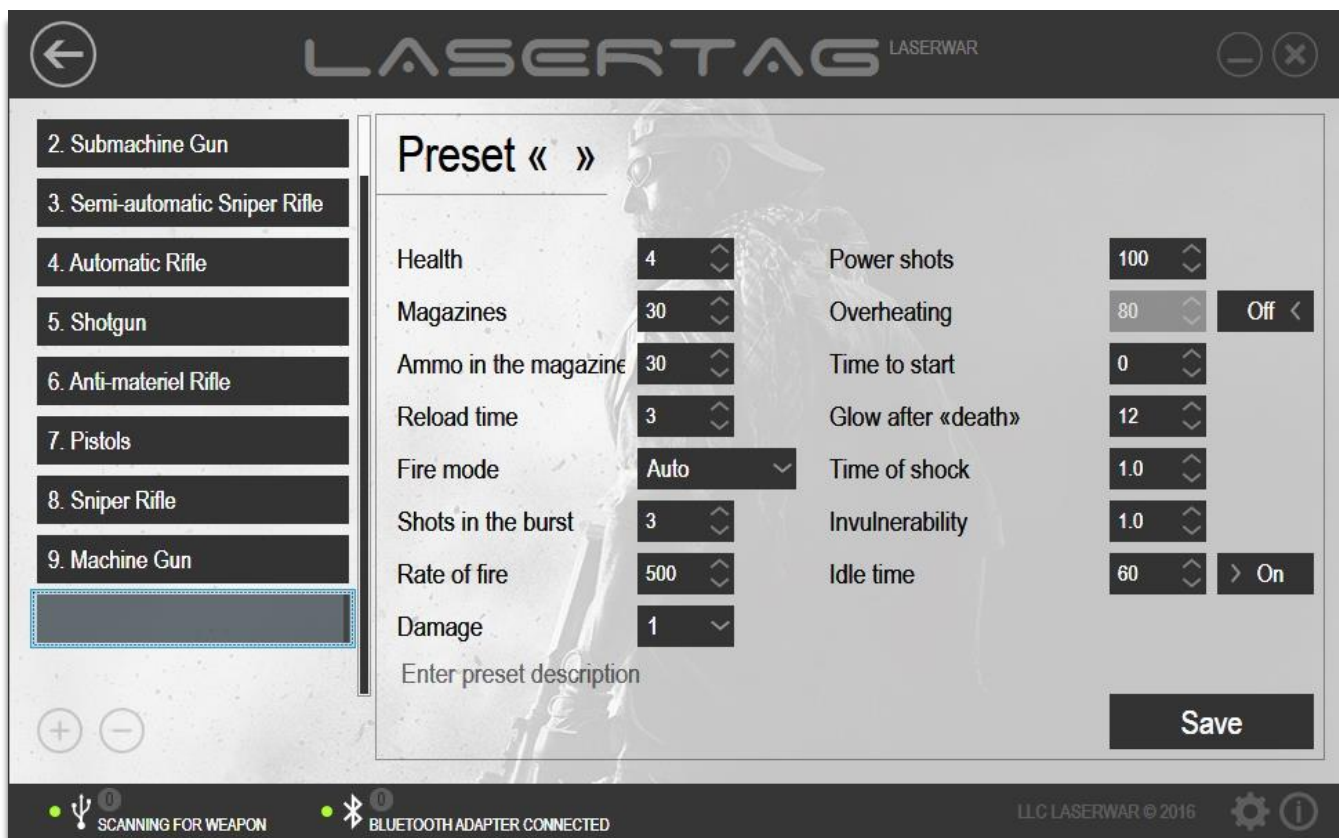 LASERTAG LASERWAR
2. Submachine Gun
3. Semi-automatic Sniper Rifle
4. Automatic Rifle
5. Shotgun
6. Anti-materiel Rifle
7. Pistols
8. Sniper Rifle
9. Machine Gun
Preset « »
Health 4
Magazines 30
Ammo in the magazine 30
Reload time 3
Fire mode Auto
Shots in the burst 3
Rate of fire 500
Damage 1
Enter preset description
Power shots 100
Overheating 80 Off
Time to start 0
Glow after «death» 12
Time of shock 1.0
Invulnerability 1.0
Idle time 60 On
Save
0 SCANNING FOR WEAPON
0 BLUETOOTH ADAPTER CONNECTED
LLC LASERWAR © 2016